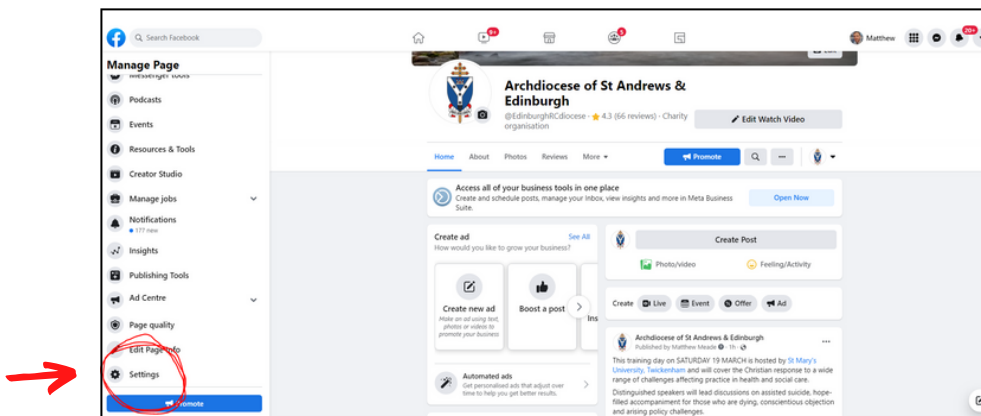 Search Facebook
9+
5
Matthew
20+
Manage Page
Messenger tools
Podcasts
Events
Resources & Tools
Creator Studio
Manage jobs
Notifications
177 new
Insights
Publishing Tools
Ad Centre
Page quality
Edit Page info
Settings
Promote
Edit
Archdiocese of St Andrews &
Edinburgh
@EdinburghRCdiocese · 4.3 (66 reviews) · Charity
organisation
Edit Watch Video
Home About Photos Reviews More
Promote
Access all of your business tools in one place
Create and schedule posts, manage your Inbox, view insights and more in Meta Business
Suite.
Open Now
Create ad See All
How would you like to grow your business?
Create new ad
Make an ad using text,
photos or videos to
promote your business
Boost a post
Ins
Automated ads
Get personalised ads that adjust over
time to help you get better results.
Create Post
Photo/video
Feeling/Activity
Create Live Event Offer Ad
Archdiocese of St Andrews & Edinburgh
Published by Matthew Meade · 1h ·
This training day on SATURDAY 19 MARCH is hosted by St Mary's
University, Twickenham and will cover the Christian response to a wide
range of challenges affecting practice in health and social care.
Distinguished speakers will lead discussions on assisted suicide, hope-
filled accompaniment for those who are dying, conscientious objection
and arising policy challenges.